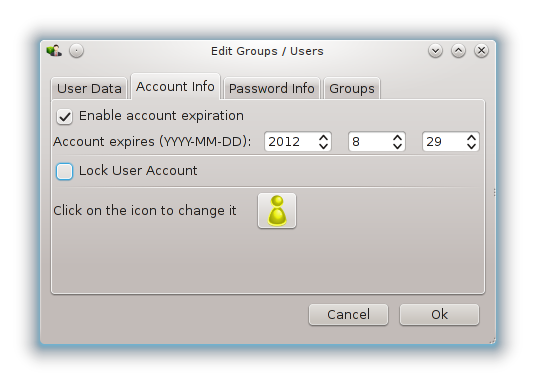 Edit Groups / Users
User Data Account Info Password Info Groups
Enable account expiration
Account expires (YYYY-MM-DD): 2012 8 29
Lock User Account
Click on the icon to change it
Cancel Ok